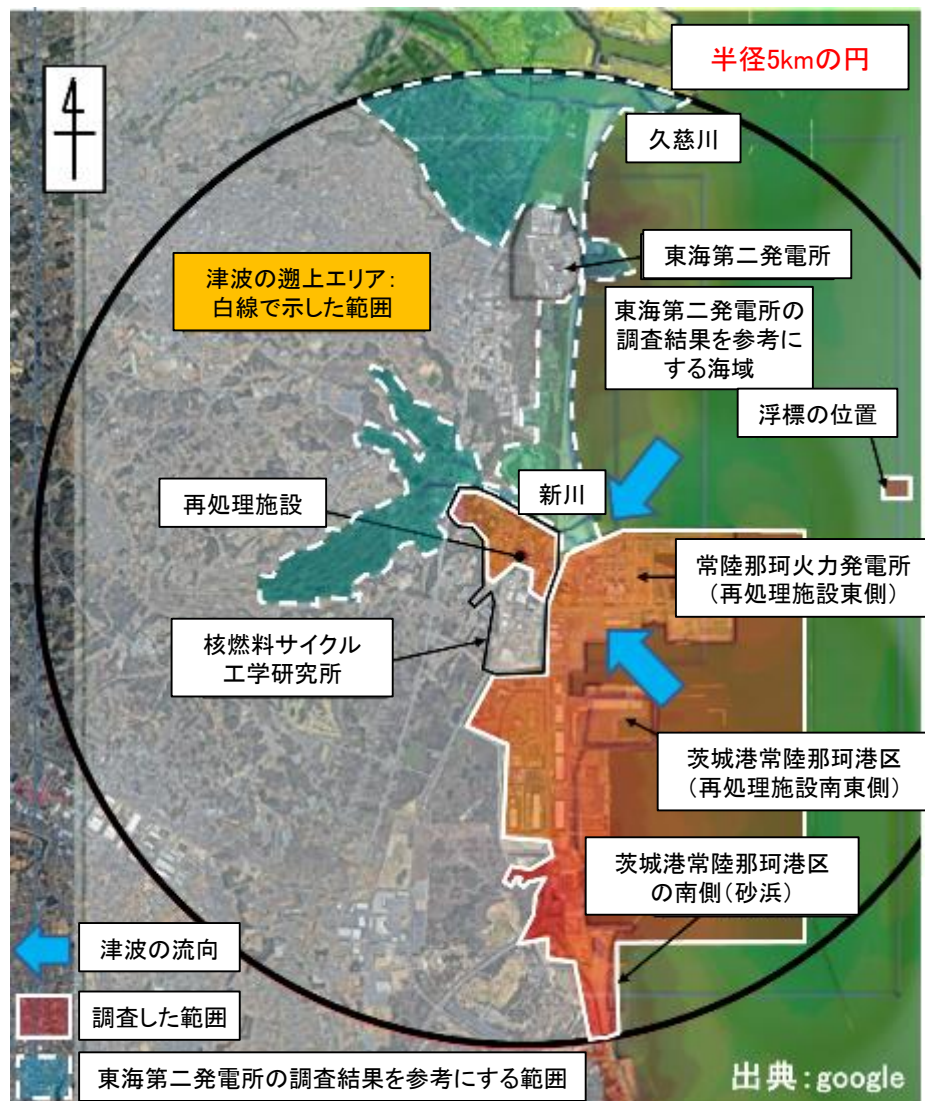 半径5kmの円
久慈川
東海第二発電所
津波の遡上エリア：
白線で示した範囲
東海第二発電所の
調査結果を参考に
する海域
浮標の位置
新川
再処理施設
常陸那珂火力発電所
（再処理施設東側）
核燃料サイクル
工学研究所
茨城港常陸那珂港区
（再処理施設南東側）
茨城港常陸那珂港区
の南側（砂浜）
津波の流向
調査した範囲
東海第二発電所の調査結果を参考にする範囲
出典：google